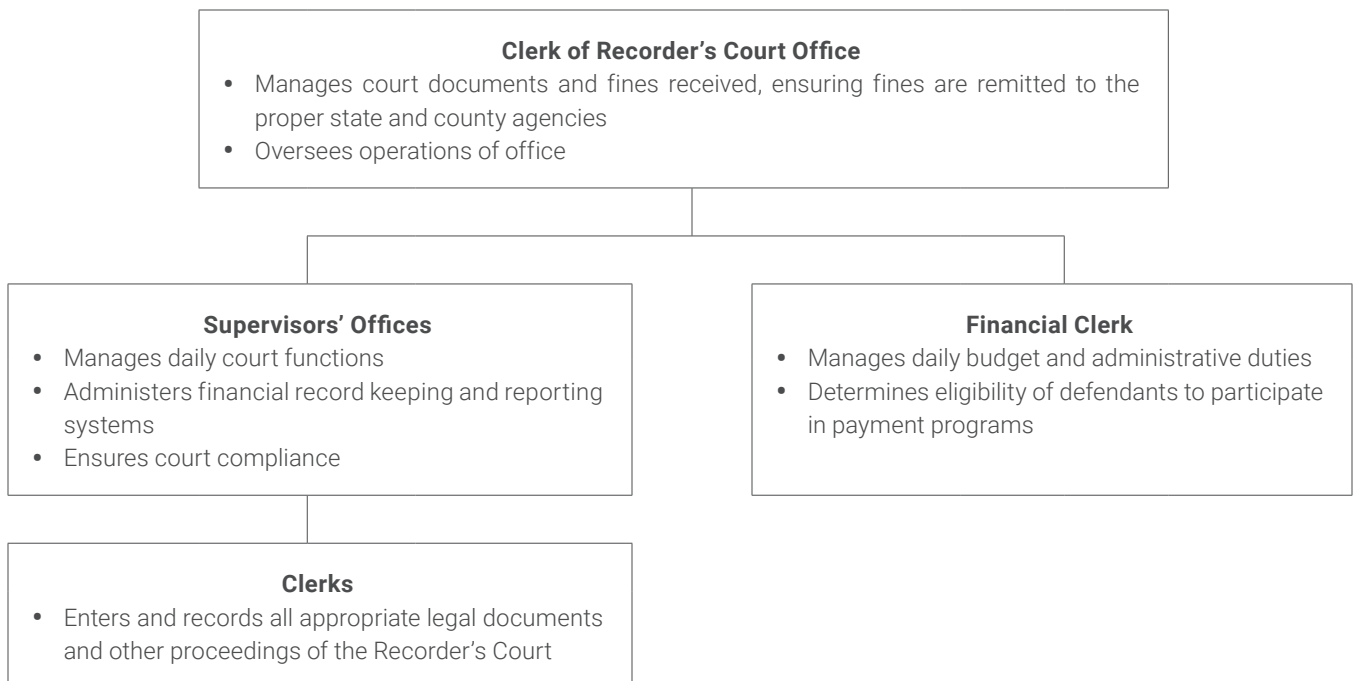 Clerk of Recorder’s Court Office
• Manages court documents and fines received, ensuring fines are remitted to the
proper state and county agencies
• Oversees operations of office
Supervisors’ Offices
• Manages daily court functions
• Administers financial record keeping and reporting
systems
• Ensures court compliance
Financial Clerk
• Manages daily budget and administrative duties
• Determines eligibility of defendants to participate
in payment programs
Clerks
• Enters and records all appropriate legal documents
and other proceedings of the Recorder’s Court